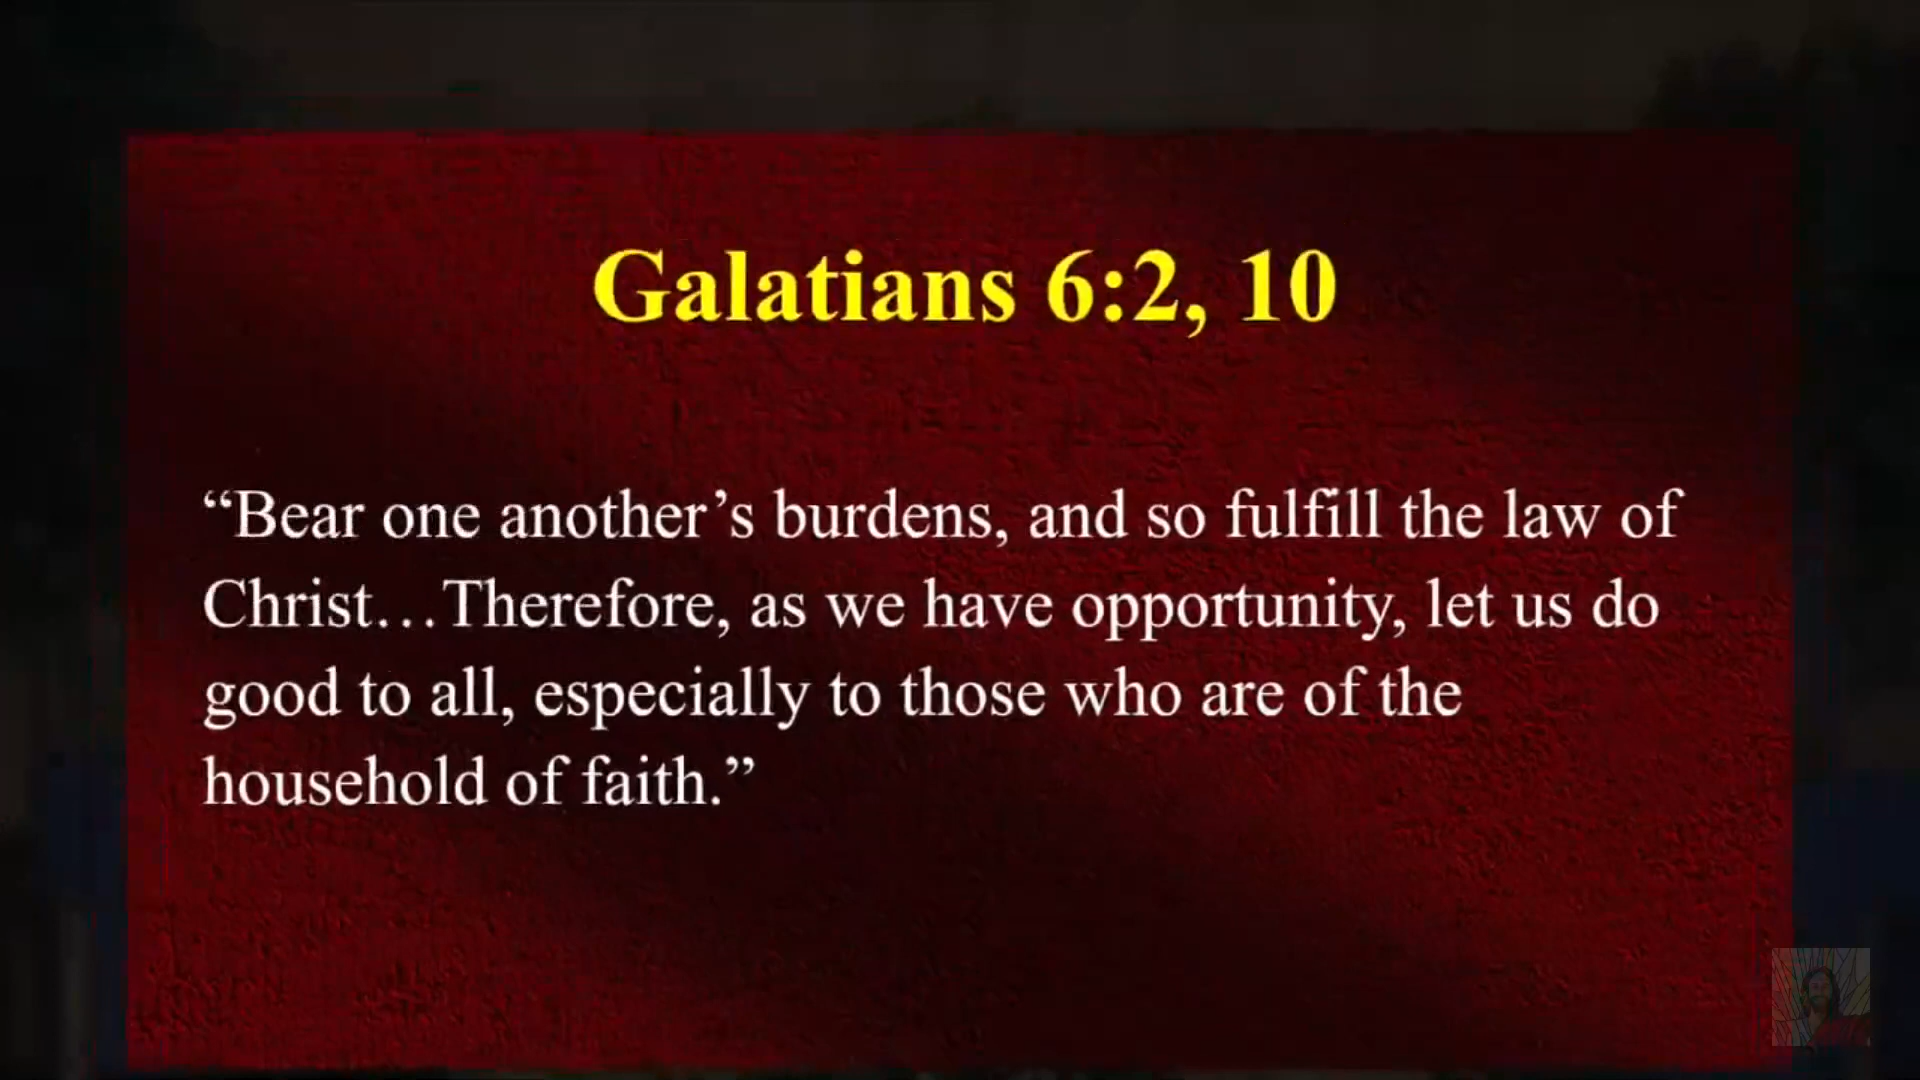 Galatians 6:2, 10
“Bear one another’s burdens, and so fulfill the law of
Christ…Therefore, as we have opportunity, let us do
good to all, especially to those who are of the
household of faith.”